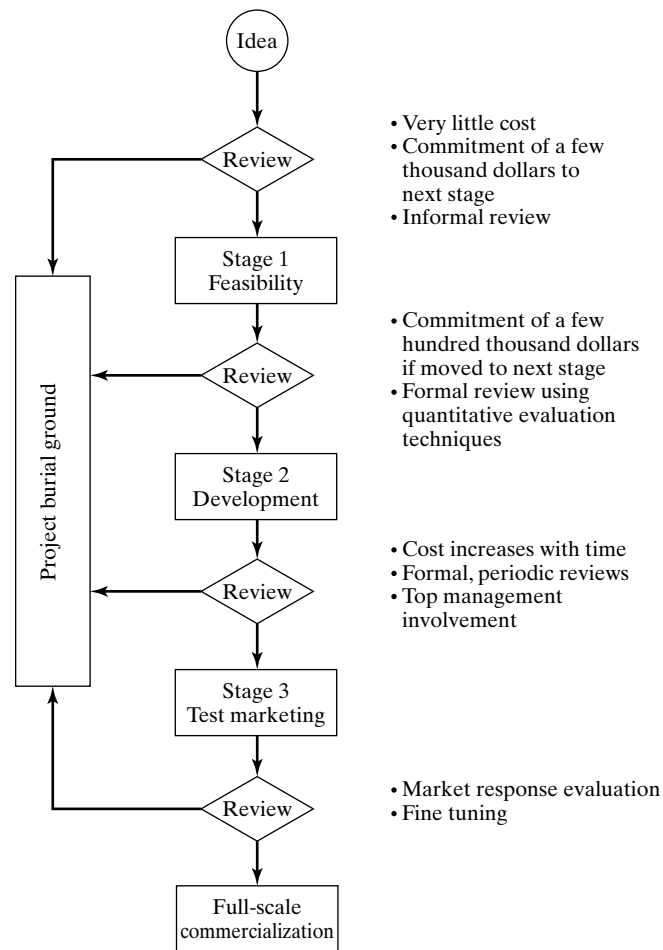 Idea
Review
• Very little cost
• Commitment of a few
thousand dollars to
next stage
• Informal review
Stage 1
Feasibility
Review
• Commitment of a few
hundred thousand dollars
if moved to next stage
• Formal review using
quantitative evaluation
techniques
Project burial ground
Stage 2
Development
Review
• Cost increases with time
• Formal, periodic reviews
• Top management
involvement
Stage 3
Test marketing
Review
• Market response evaluation
• Fine tuning
Full-scale
commercialization